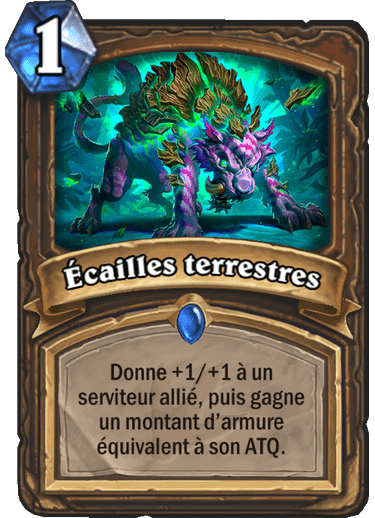 1
Écailles terrestres
Donne +1/+1 à un
serviteur allié, puis gagne
un montant d'armure
équivalent à son ATQ.